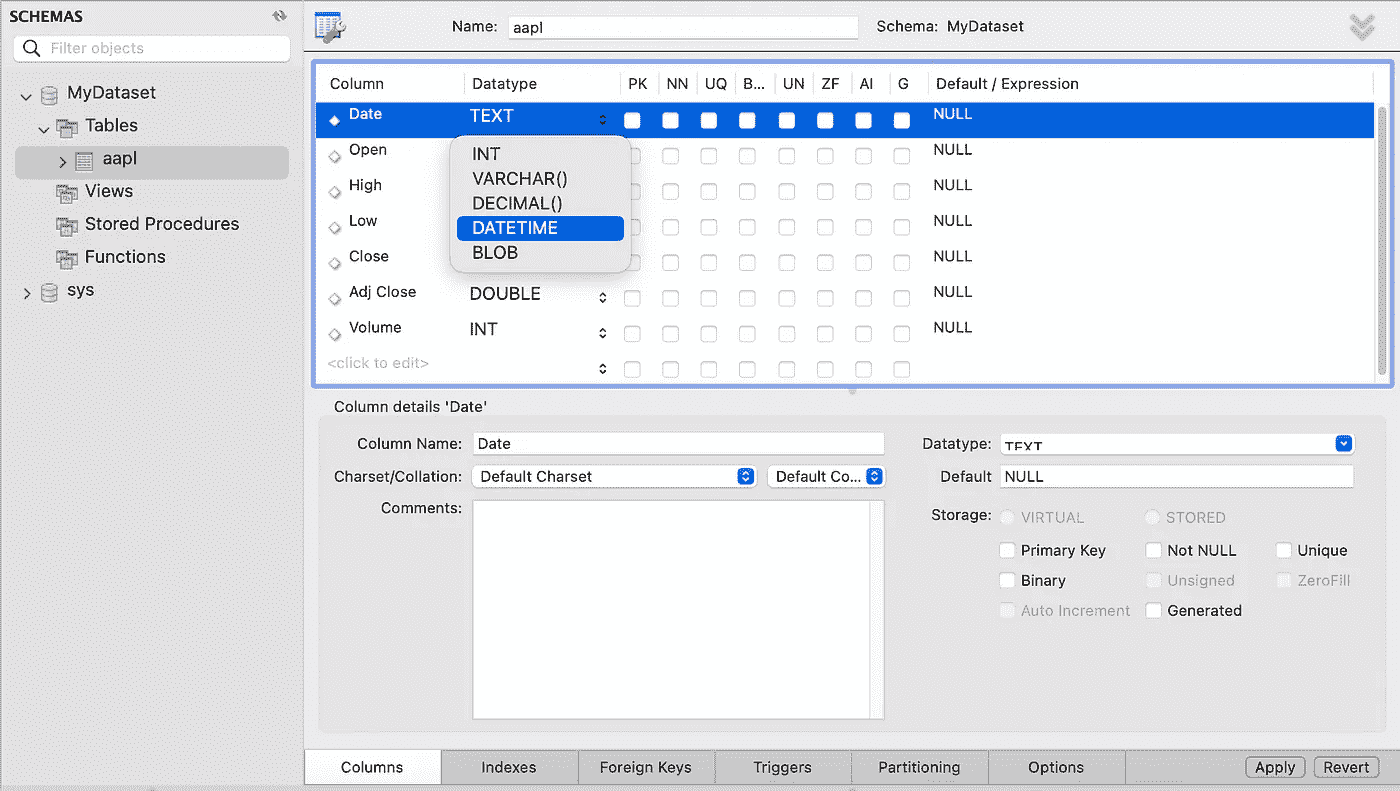 SCHEMAS
Filter objects
MyDataset
Tables
aapl
Views
Stored Procedures
Functions
sys
Name: aapl Schema: MyDataset
Column Datatype PK NN UQ B... UN ZF AI G Default / Expression
Date TEXT NULL
Open NULL
High NULL
Low NULL
Close NULL
Adj Close DOUBLE NULL
Volume INT NULL
<click to edit>
INT
VARCHAR()
DECIMAL()
DATETIME
BLOB
Column details 'Date'
Column Name: Date
Charset/Collation: Default Charset Default Co...
Comments:
Datatype: TEXT
Default NULL
Storage: VIRTUAL STORED
Primary Key Not NULL Unique
Binary Unsigned ZeroFill
Auto Increment Generated
Columns Indexes Foreign Keys Triggers Partitioning Options Apply Revert